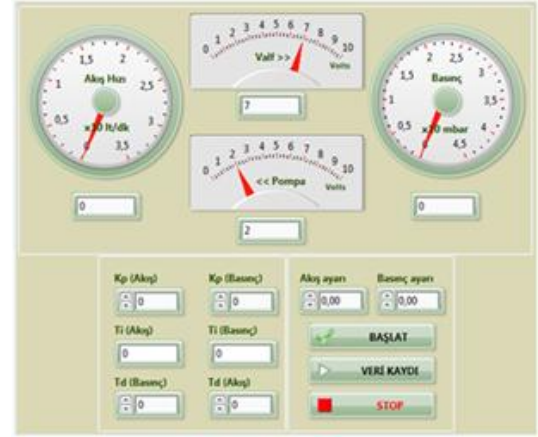 0,5 1 1,5 2 2,5 3 3,5
Akış Hızı
x10 lt/dk
0
0 1 2 3 4 5 6 7 8 9 10
Valf >>
Volts
7
0 1 2 3 4 5 6 7 8 9 10
<< Pompa
Volts
2
0,5 1 1,5 2 2,5 3 3,5 4 4,5
Basınç
x10 mbar
0
Kp (Akış)
0
Kp (Basınç)
0
Ti (Akış)
0
Ti (Basınç)
0
Td (Basınç)
0
Td (Akış)
0
Akış ayarı
0,00
Basınç ayarı
0,00
BAŞLAT
VERİ KAYDI
STOP